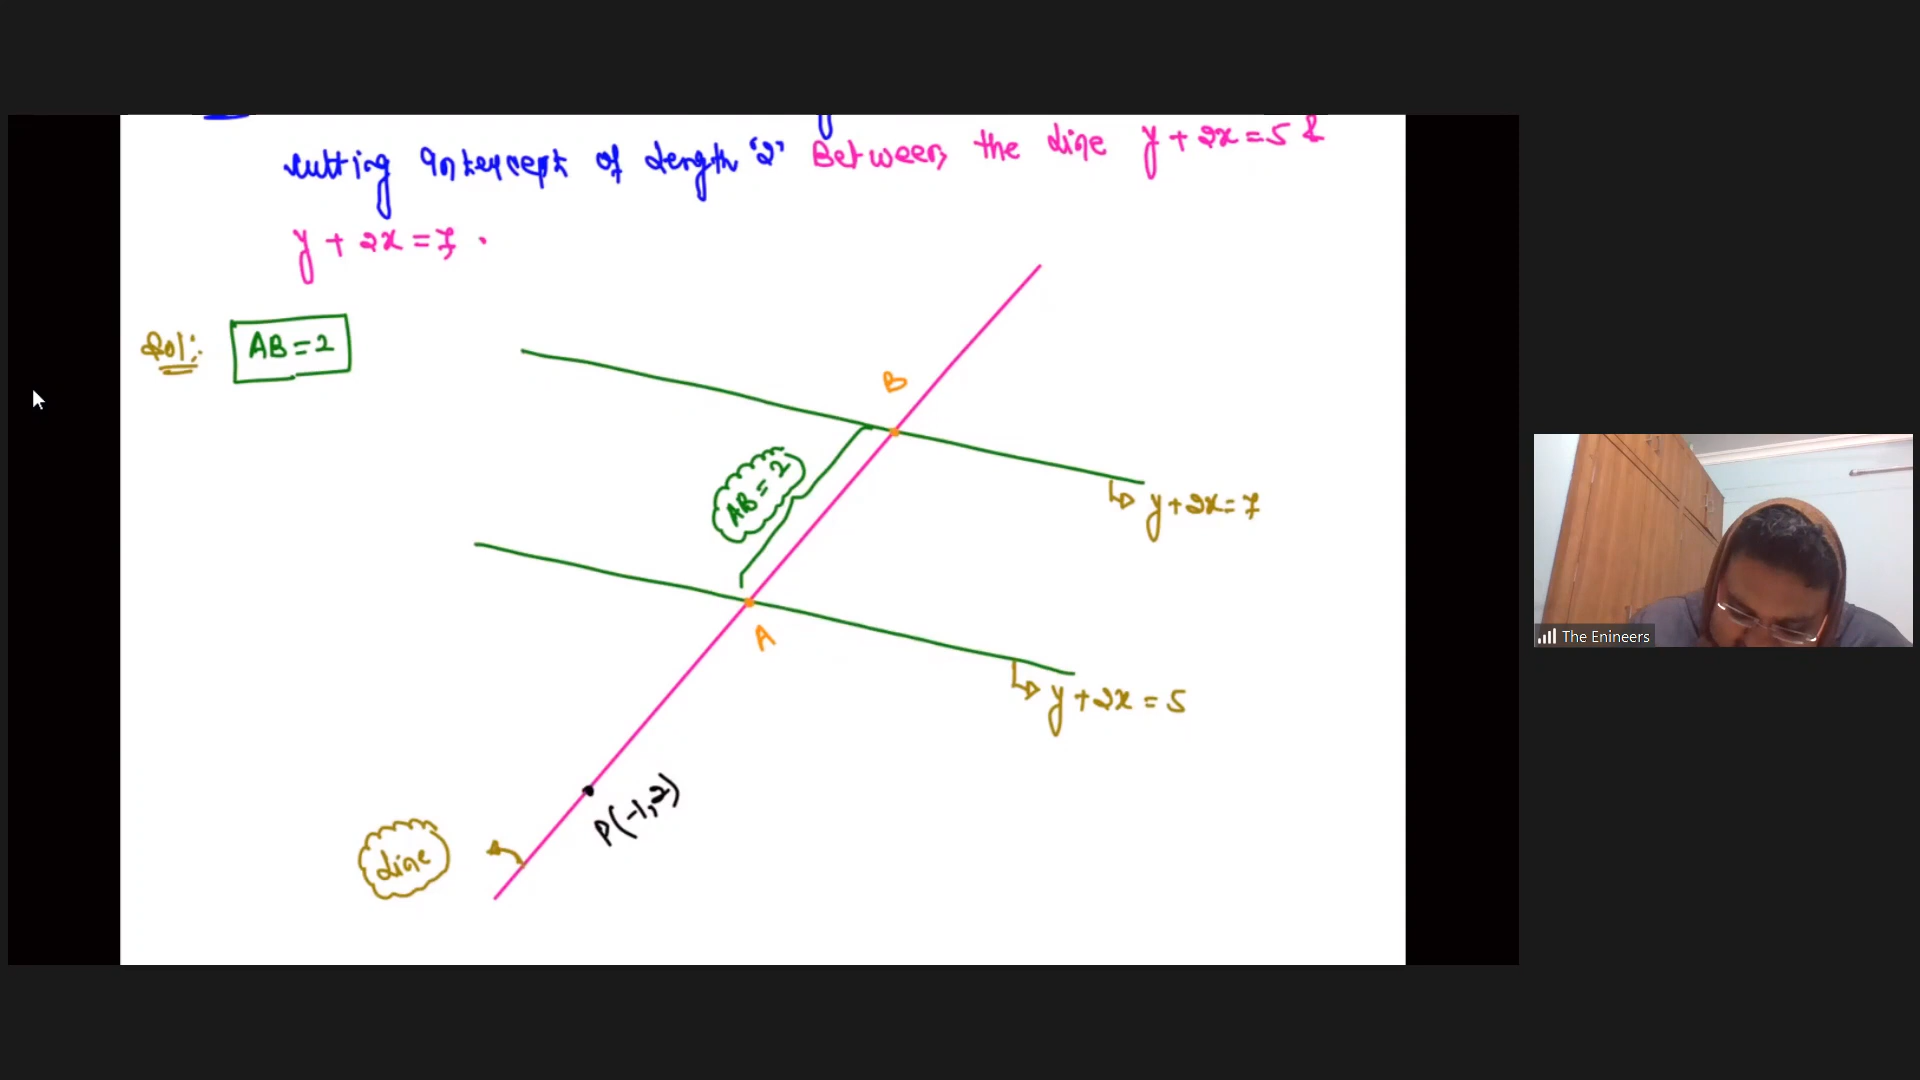 cutting intercept of length '2' Between the line y + 2x = 5 &
y + 2x = 7 .
Sol:
AB = 2
B
AB = 2
y + 2x = 7
A
y + 2x = 5
P(-1,2)
Line
The Enineers